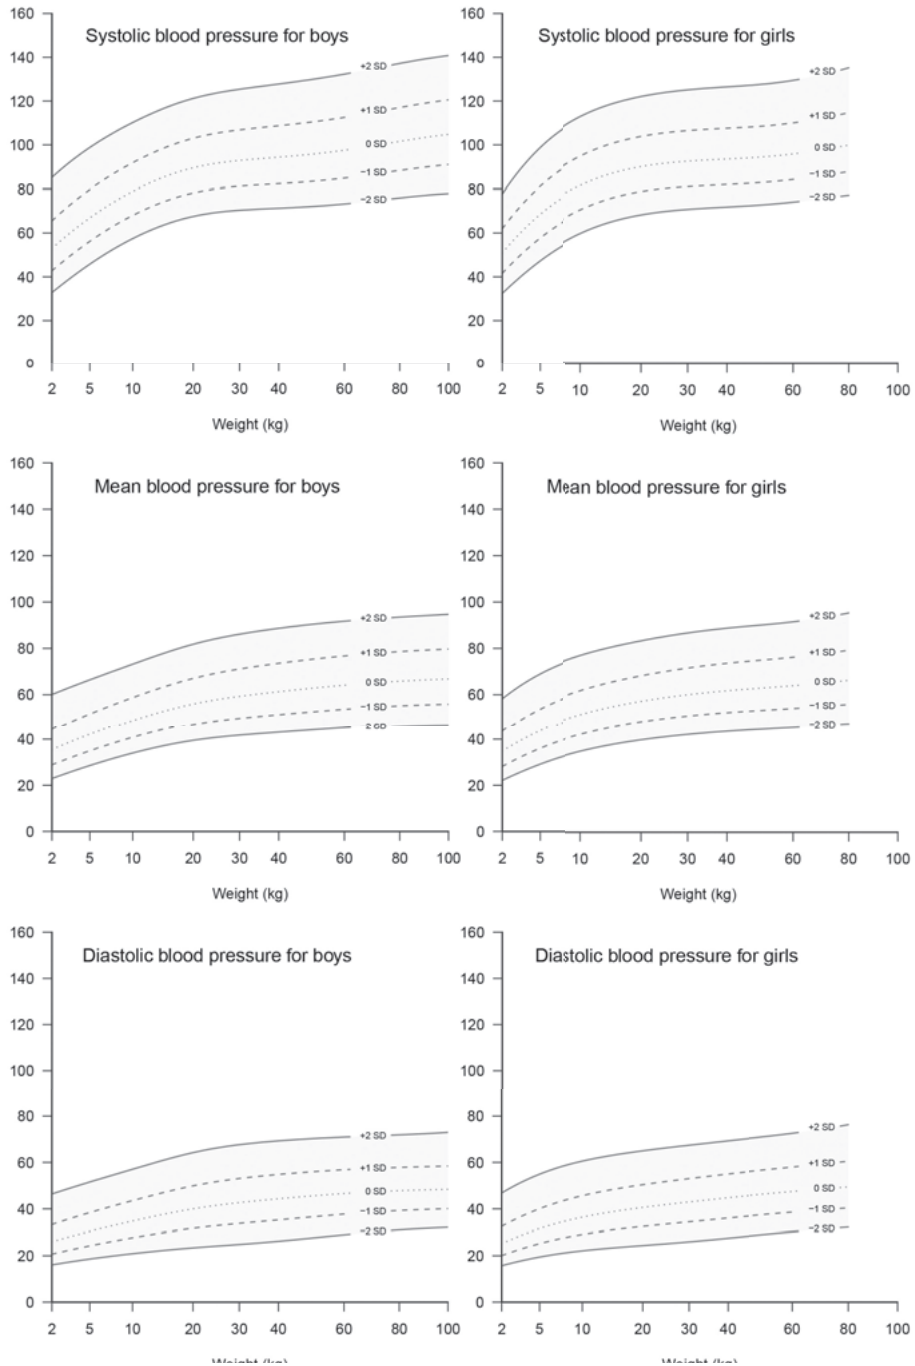 160
Systolic blood pressure for boys
140
120
100
80
60
40
20
0
+2 SD
+1 SD
0 SD
−1 SD
−2 SD
2 5 10 20 30 40 60 80 100
Weight (kg)
160
Systolic blood pressure for girls
140
120
100
80
60
40
20
0
+2 SD
+1 SD
0 SD
−1 SD
−2 SD
2 5 10 20 30 40 60 80 100
Weight (kg)
160
Mean blood pressure for boys
140
120
100
80
60
40
20
0
+2 SD
+1 SD
0 SD
−1 SD
2 SD
2 5 10 20 30 40 60 80 100
Weight (kg)
160
Mean blood pressure for girls
140
120
100
80
60
40
20
0
+2 SD
+1 SD
0 SD
−1 SD
−2 SD
2 5 10 20 30 40 60 80 100
Weight (kg)
160
Diastolic blood pressure for boys
140
120
100
80
60
40
20
0
+2 SD
+1 SD
0 SD
−1 SD
−2 SD
2 5 10 20 30 40 60 80 100
Weight (kg)
160
Diastolic blood pressure for girls
140
120
100
80
60
40
20
0
+2 SD
+1 SD
0 SD
−1 SD
−2 SD
2 5 10 20 30 40 60 80 100
Weight (kg)